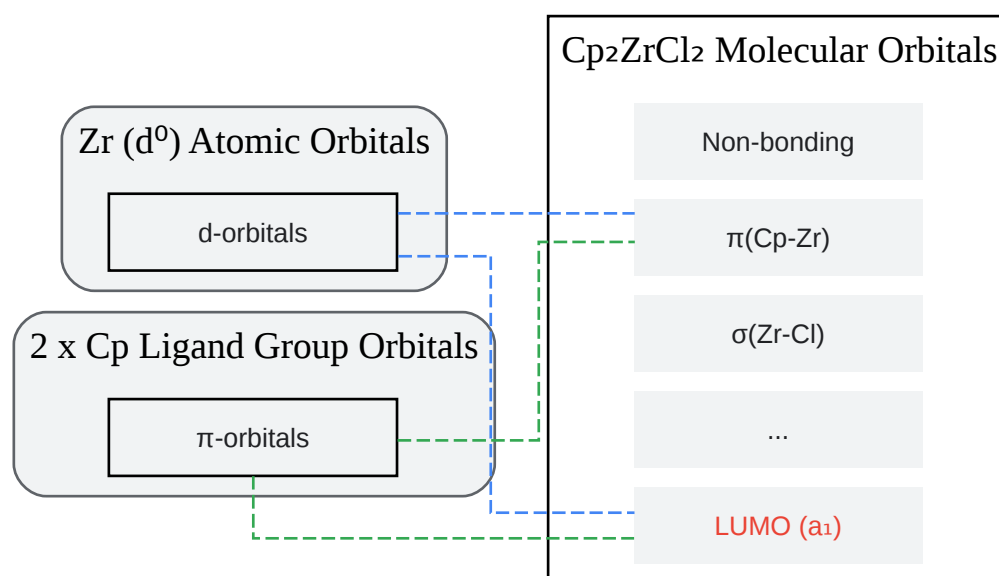 Cp₂ZrCl₂ Molecular Orbitals
Non-bonding
Zr (d⁰) Atomic Orbitals
d-orbitals
π(Cp-Zr)
2 x Cp Ligand Group Orbitals
σ(Zr-Cl)
π-orbitals
...
LUMO (a₁)